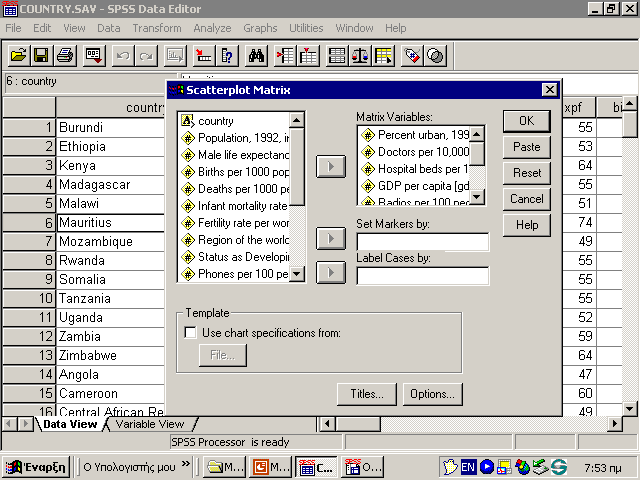 COUNTRY.SAV - SPSS Data Editor
File Edit View Data Transform Analyze Graphs Utilities Window Help
6 : country
Scatterplot Matrix
country
Population, 1992, i
Male life expectanc
Births per 1000 pop
Deaths per 1000 pe
Infant mortality rate
Fertility rate per wor
Region of the world
Status as Developi
Phones per 100 pe
Matrix Variables:
Percent urban, 199
Doctors per 10,000
Hospital beds per 1
GDP per capita [gd
Radios per 100 peo
Set Markers by:
Label Cases by:
OK
Paste
Reset
Cancel
Help
Template
Use chart specifications from:
File...
Titles... Options...
countr xpf bi
1 Burundi 55
2 Ethiopia 53
3 Kenya 64
4 Madagascar 55
5 Malawi 51
6 Mauritius 74
7 Mozambique 49
8 Rwanda 55
9 Somalia 55
10 Tanzania 55
11 Uganda 52
12 Zambia 59
13 Zimbabwe 64
14 Angola 47
15 Cameroon 60
16 Central African Re 49
Data View Variable View
SPSS Processor is ready
Έναρξη Ο Υπολογιστής μου » M... M... C... O... EN 7:53 πμ